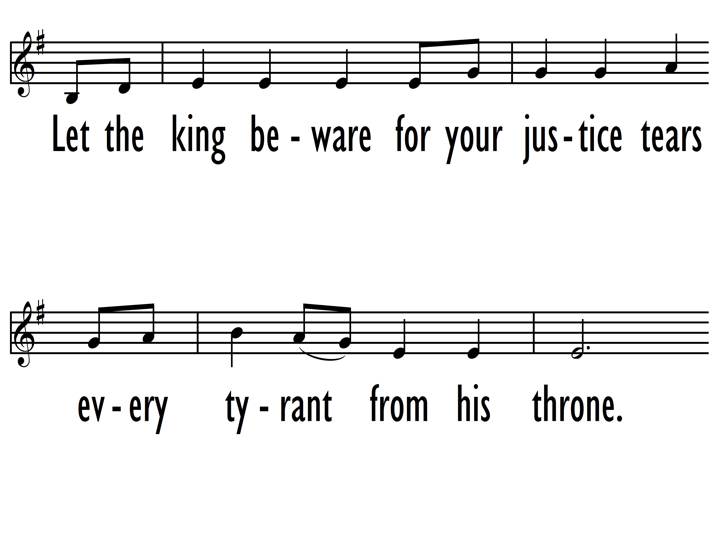 Let the king be - ware for your jus - tice tears
ev - ery ty - rant from his throne.